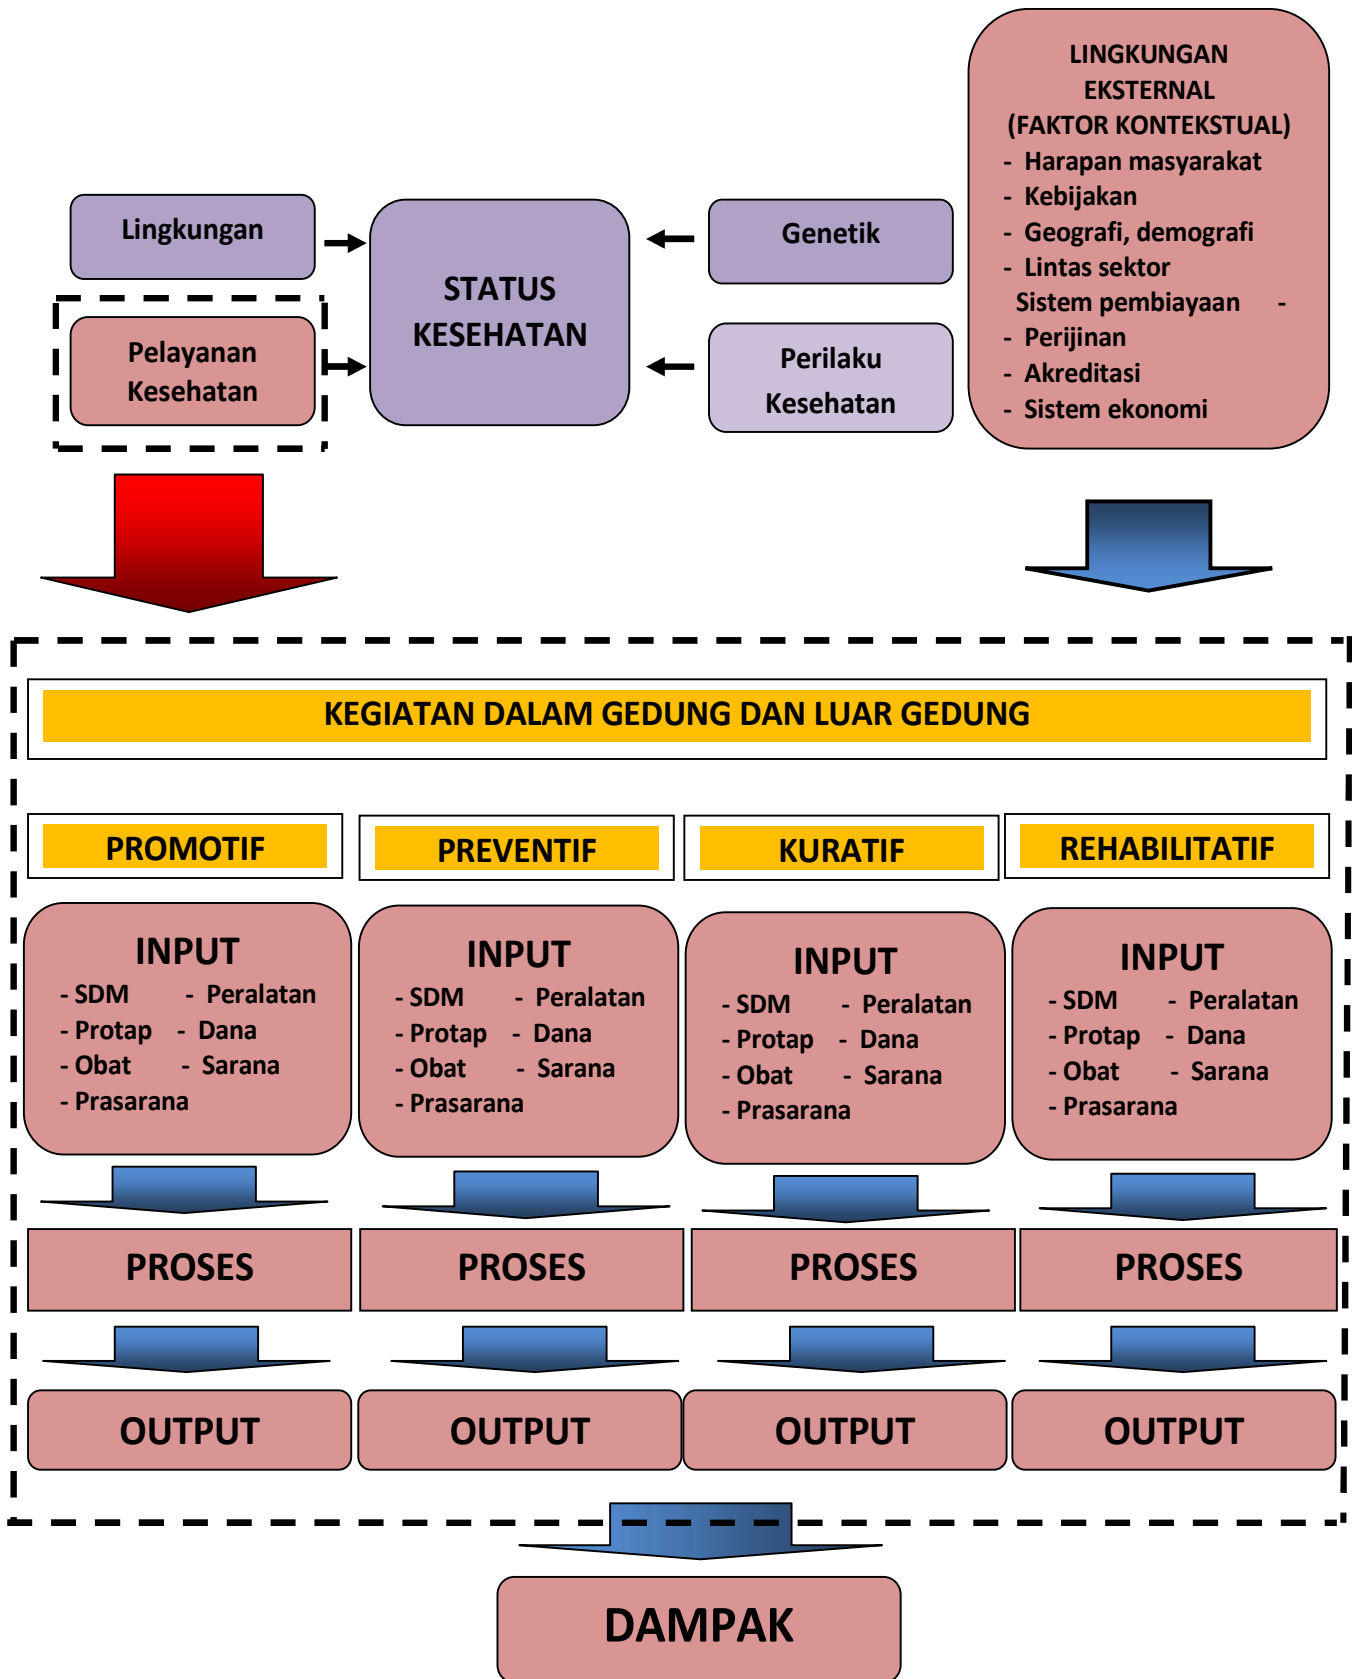 LINGKUNGAN
EKSTERNAL
(FAKTOR KONTEKSTUAL)
- Harapan masyarakat
- Kebijakan
- Geografi, demografi
- Lintas sektor
Sistem pembiayaan -
- Perijinan
- Akreditasi
- Sistem ekonomi
Lingkungan
Pelayanan
Kesehatan
STATUS
KESEHATAN
Genetik
Perilaku
Kesehatan
KEGIATAN DALAM GEDUNG DAN LUAR GEDUNG
PROMOTIF
PREVENTIF
KURATIF
REHABILITATIF
INPUT
- SDM - Peralatan
- Protap - Dana
- Obat - Sarana
- Prasarana
INPUT
- SDM - Peralatan
- Protap - Dana
- Obat - Sarana
- Prasarana
INPUT
- SDM - Peralatan
- Protap - Dana
- Obat - Sarana
- Prasarana
INPUT
- SDM - Peralatan
- Protap - Dana
- Obat - Sarana
- Prasarana
PROSES
PROSES
PROSES
PROSES
OUTPUT
OUTPUT
OUTPUT
OUTPUT
DAMPAK